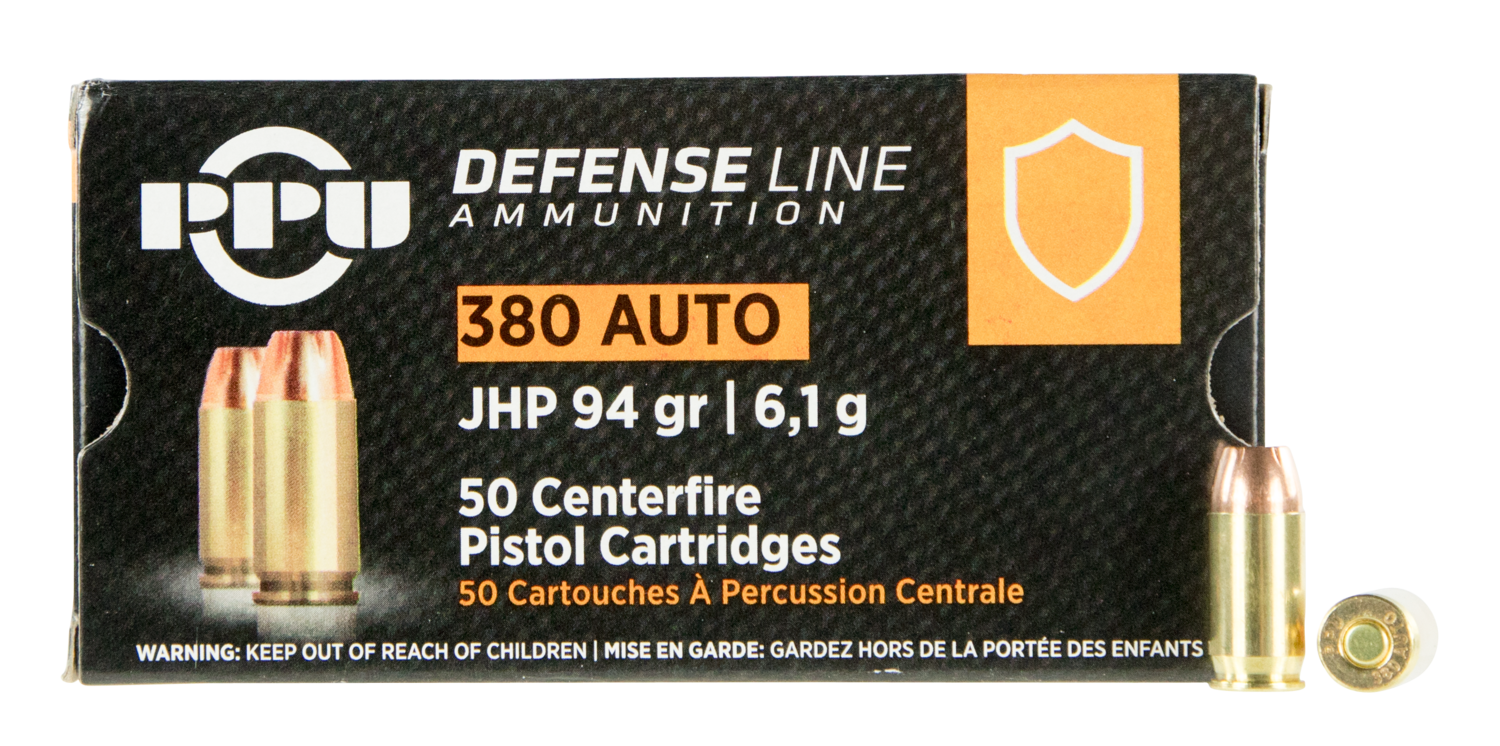 PPU
DEFENSE LINE
AMMUNITION
380 AUTO
JHP 94 gr | 6,1 g
50 Centerfire
Pistol Cartridges
50 Cartouches À Percussion Centrale
WARNING: KEEP OUT OF REACH OF CHILDREN | MISE EN GARDE: GARDEZ HORS DE LA PORTÉE DES ENFANTS